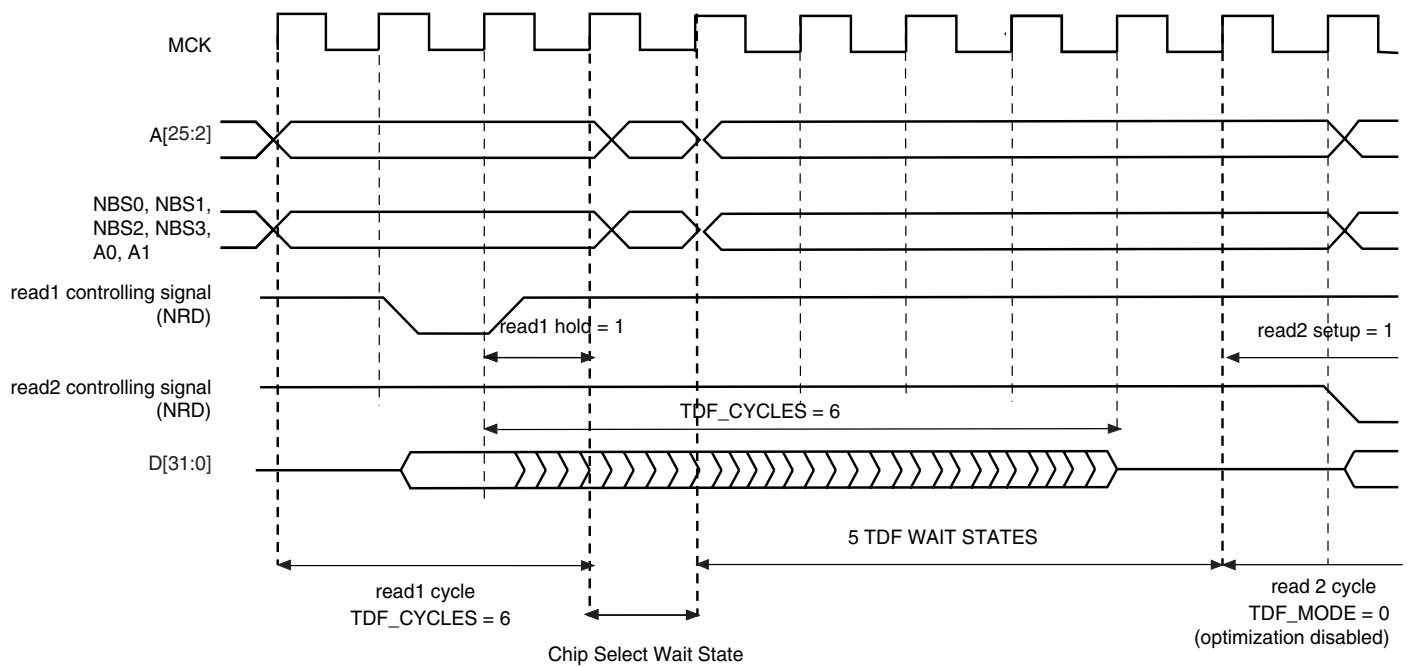 MCK
A[25:2]
NBS0, NBS1,
NBS2, NBS3,
A0, A1
read1 controlling signal
(NRD)
read1 hold = 1
read2 setup = 1
read2 controlling signal
(NRD)
TDF_CYCLES = 6
D[31:0]
5 TDF WAIT STATES
read1 cycle
TDF_CYCLES = 6
read 2 cycle
TDF_MODE = 0
(optimization disabled)
Chip Select Wait State